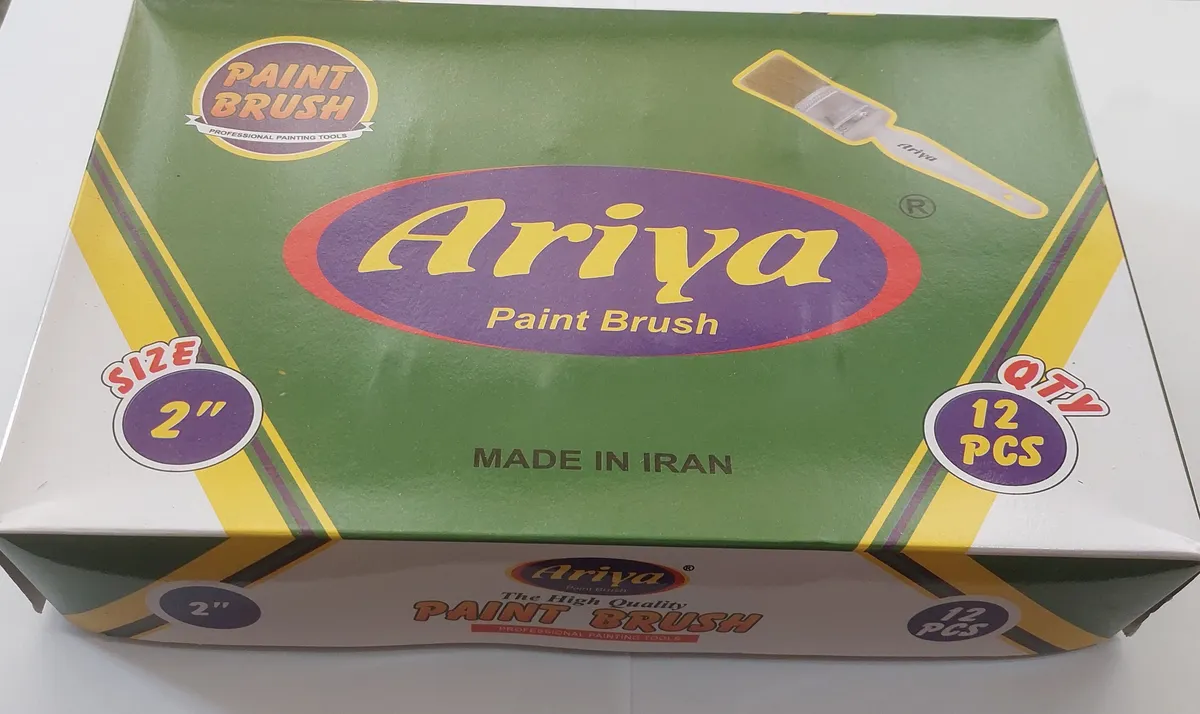 PAINT
BRUSH
PROFESSIONAL PAINTING TOOLS
Ariya
Ariya
®
Paint Brush
SIZE
2"
QTY
12
PCS
MADE IN IRAN
Ariya ®
Paint Brush
The High Quality
PAINT BRUSH
PROFESSIONAL PAINTING TOOLS
2"
12
PCS